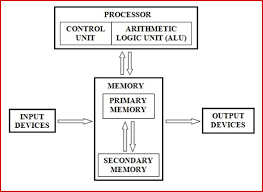 PROCESSOR
CONTROL
UNIT
ARITHMETIC
LOGIC UNIT (ALU)
MEMORY
PRIMARY
MEMORY
INPUT
DEVICES
OUTPUT
DEVICES
SECONDARY
MEMORY